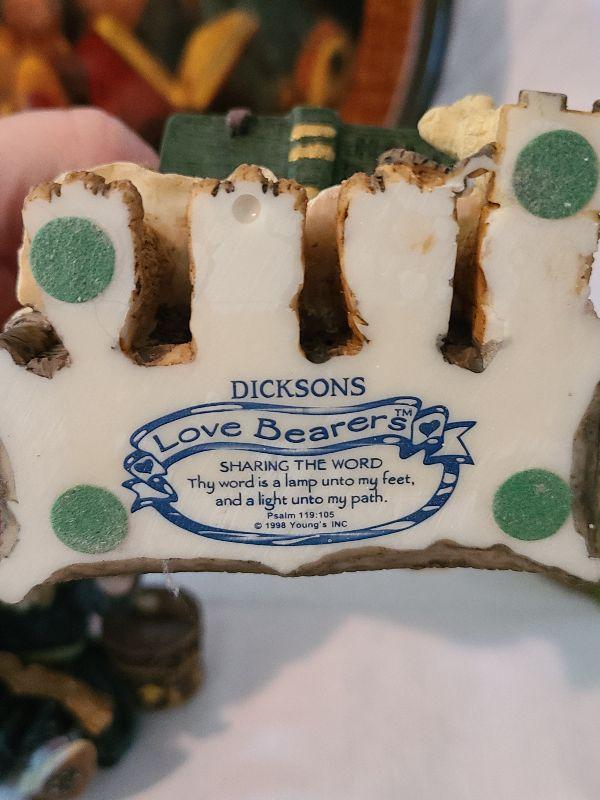 DICKSONS
Love Bearers™
SHARING THE WORD
Thy word is a lamp unto my feet,
and a light unto my path.
Psalm 119:105
© 1998 Young's INC